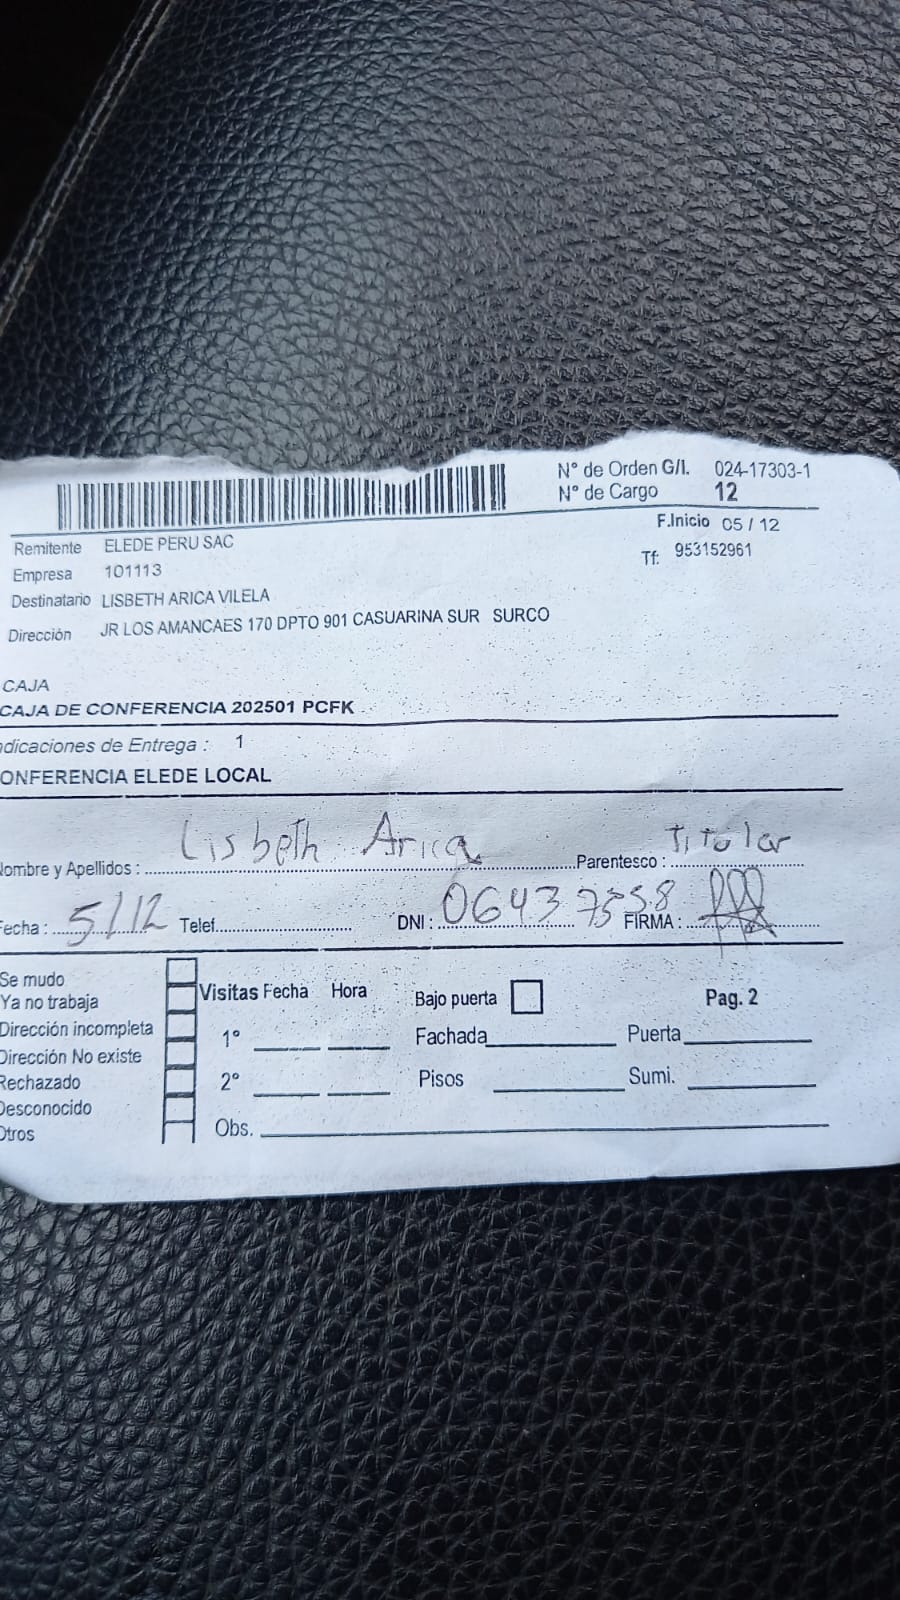 N° de Orden G/I. 024-17303-1
N° de Cargo 12
F.Inicio 05 / 12
Remitente ELEDE PERU SAC
Tf: 953152961
Empresa 101113
Destinatario LISBETH ARICA VILELA
Dirección JR LOS AMANCAES 170 DPTO 901 CASUARINA SUR SURCO
CAJA
CAJA DE CONFERENCIA 202501 PCFK
ndicaciones de Entrega : 1
ONFERENCIA ELEDE LOCAL
Nombre y Apellidos : Lisbeth Arica Parentesco : Titular
Fecha : 5/12 Telef. DNI : 06437558 FIRMA :
Se mudo
Ya no trabaja
Dirección incompleta
Dirección No existe
Rechazado
Desconocido
Otros
Visitas Fecha Hora
1°
2°
Obs.
Bajo puerta
Fachada
Pisos
Pag. 2
Puerta
Sumi.